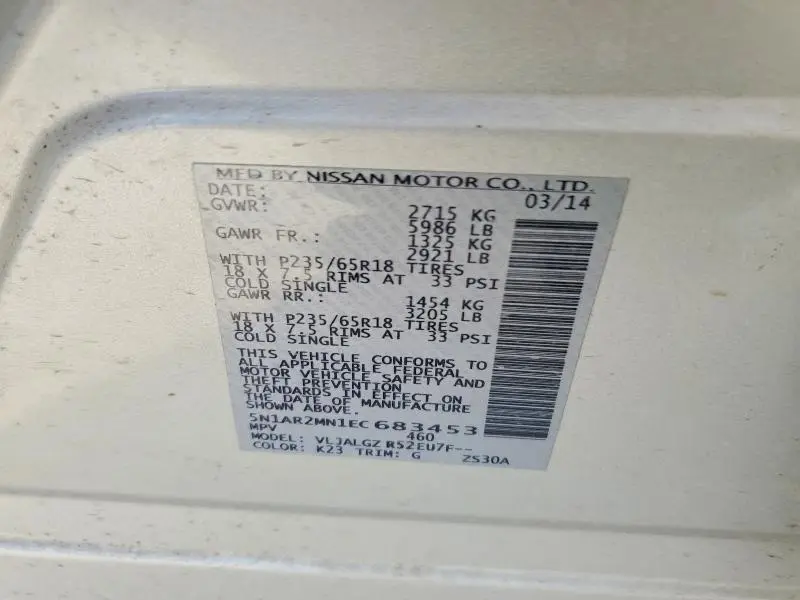 MFD BY NISSAN MOTOR CO., LTD.
DATE: 03/14
GVWR: 2715 KG
5986 LB
GAWR FR.: 1325 KG
2921 LB
WITH P235/65R18 TIRES
18 X 7.5 RIMS AT 33 PSI
COLD SINGLE
GAWR RR.: 1454 KG
3205 LB
WITH P235/65R18 TIRES
18 X 7.5 RIMS AT 33 PSI
COLD SINGLE
THIS VEHICLE CONFORMS TO
ALL APPLICABLE FEDERAL
MOTOR VEHICLE SAFETY AND
THEFT PREVENTION
STANDARDS IN EFFECT ON
THE DATE OF MANUFACTURE
SHOWN ABOVE.
5N1AR2MN1EC683453
MPV 460
MODEL: VLJALGZ R52EU7F--
COLOR: K23 TRIM: G ZS30A